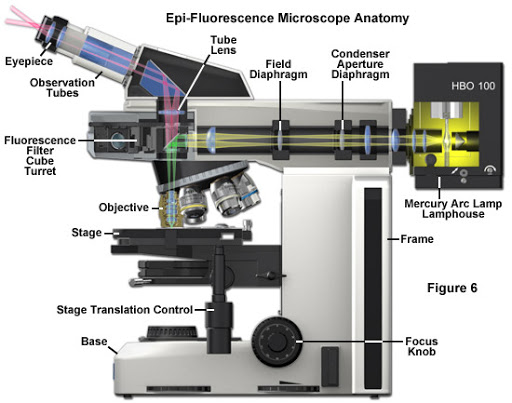 Epi-Fluorescence Microscope Anatomy
Eyepiece
Observation
Tubes
Tube
Lens
Field
Diaphragm
Condenser
Aperture
Diaphragm
HBO 100
Fluorescence
Filter
Cube
Turret
Mercury Arc Lamp
Lamphouse
Objective
Stage
Frame
Figure 6
Stage Translation Control
Base
Focus
Knob